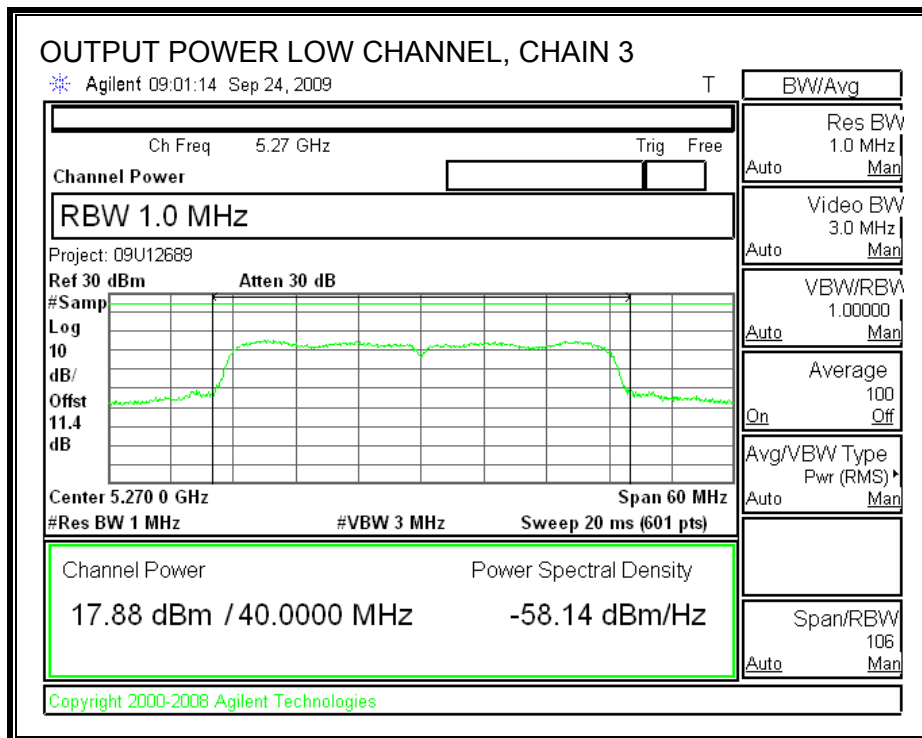 OUTPUT POWER LOW CHANNEL, CHAIN 3
Agilent 09:01:14 Sep 24, 2009 T
BW/Avg
Ch Freq 5.27 GHz Trig Free
Channel Power
RBW 1.0 MHz
Project: 09U12689
Ref 30 dBm Atten 30 dB
#Samp
Log
10
dB/
Offst
11.4
dB
Center 5.270 0 GHz Span 60 MHz
#Res BW 1 MHz #VBW 3 MHz Sweep 20 ms (601 pts)
Channel Power Power Spectral Density
17.88 dBm / 40.0000 MHz -58.14 dBm/Hz
Res BW
1.0 MHz
Auto Man
Video BW
3.0 MHz
Auto Man
VBW/RBW
1.00000
Auto Man
Average
100
On Off
Avg/VBW Type
Pwr (RMS)
Auto Man
Span/RBW
106
Auto Man
Copyright 2000-2008 Agilent Technologies